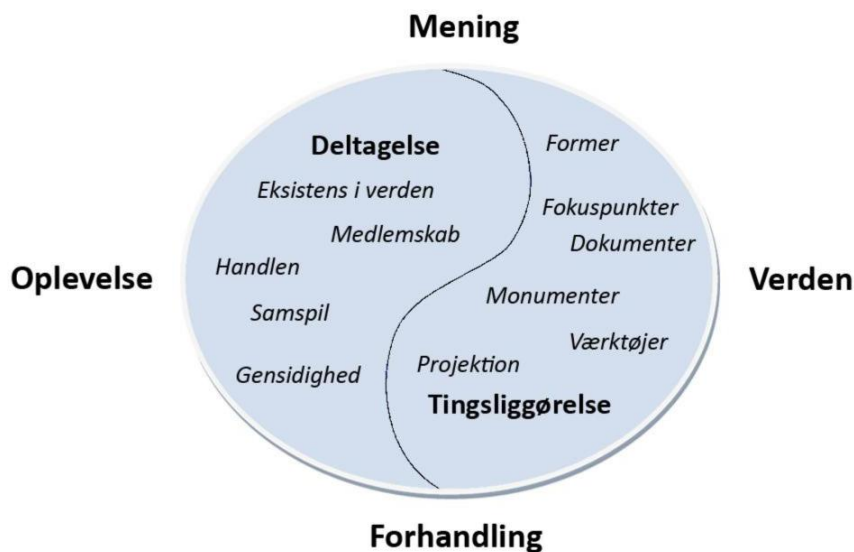 Mening
Deltagelse
Former
Eksistens i verden
Fokuspunkter
Medlemskab
Dokumenter
Handlen
Oplevelse
Verden
Samspil
Monumenter
Værktøjer
Gensidighed
Projektion
Tingsliggørelse
Forhandling